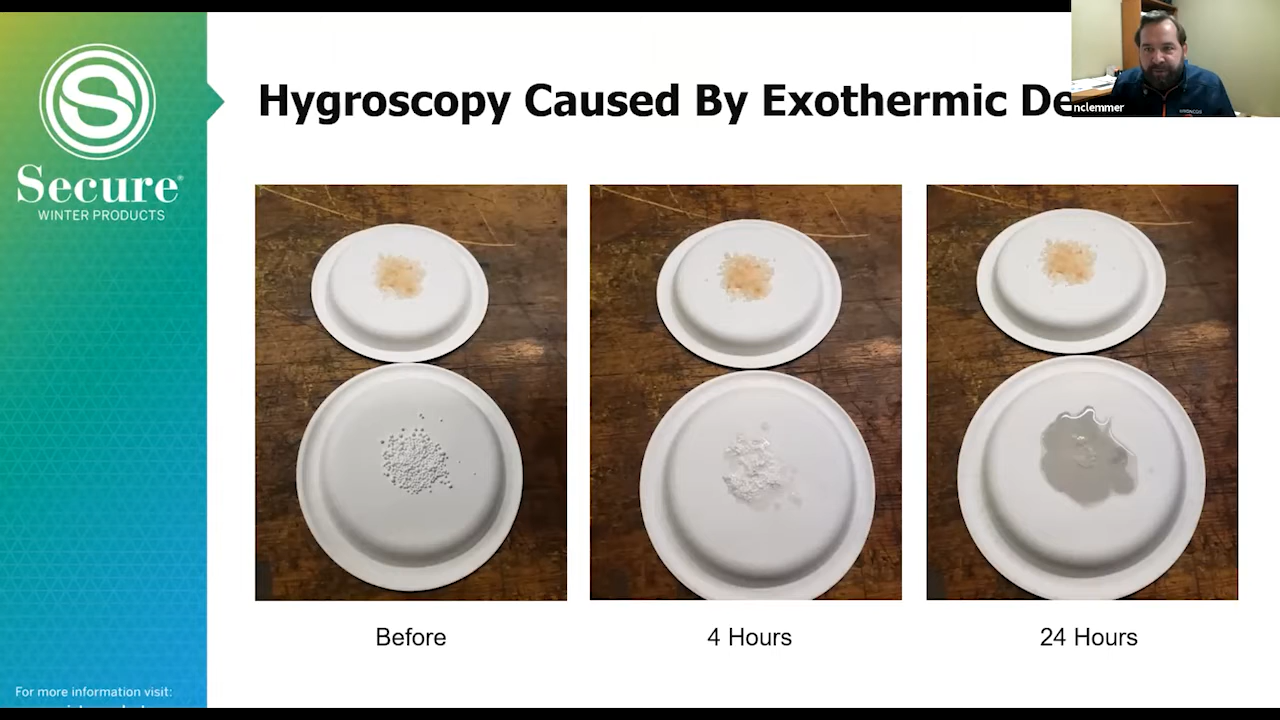 Hygroscopy Caused By Exothermic De
nclemmer
S
Secure®
WINTER PRODUCTS
Before
4 Hours
24 Hours
For more information visit: